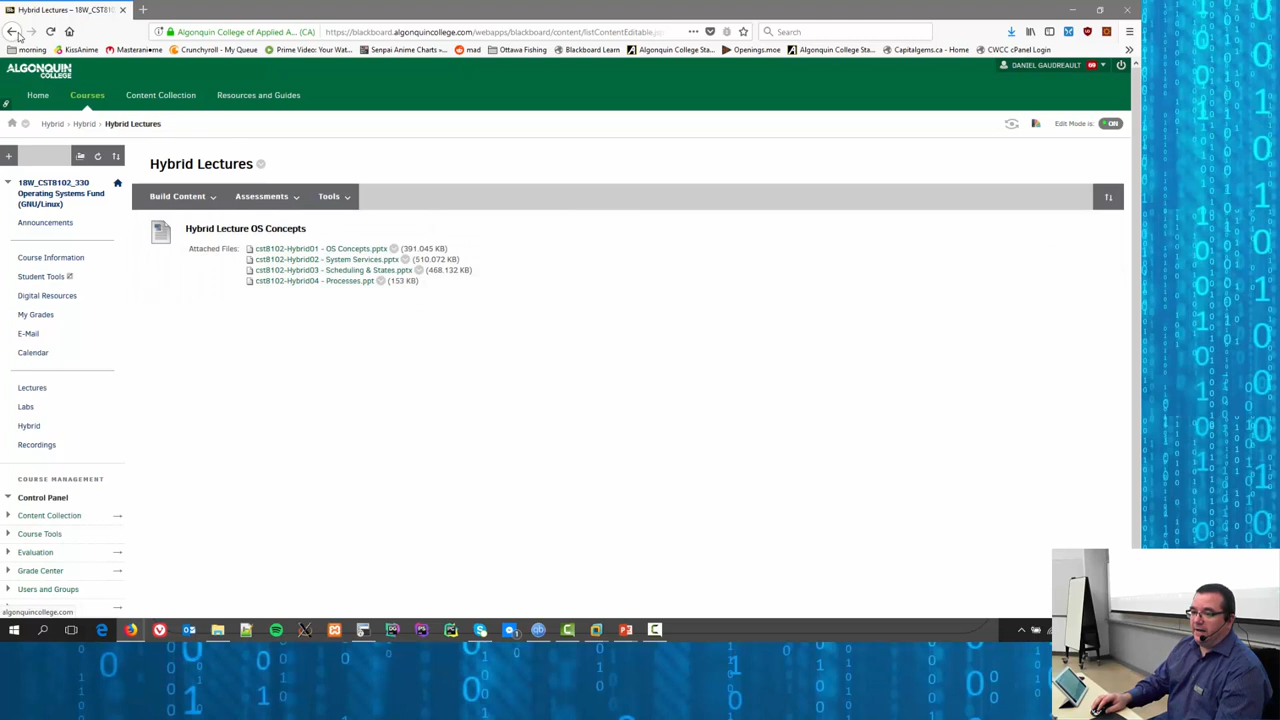 Hybrid Lectures – 18W_CST81
Algonquin College of Applied A... (CA)
https://blackboard.algonquincollege.com/webapps/blackboard/content/listContentEditable.js
Search
morning
KissAnime
Masterani•me
Crunchyroll - My Queue
Prime Video: Your Wat...
Senpai Anime Charts »...
mad
Ottawa Fishing
Blackboard Learn
Algonquin College Sta...
Openings.moe
Algonquin College Sta...
Capitalgems.ca - Home
CWCC cPanel Login
ALGONQUIN
COLLEGE
DANIEL GAUDREAULT
69
Home
Courses
Content Collection
Resources and Guides
Hybrid
Hybrid
Hybrid Lectures
Edit Mode is:
ON
Hybrid Lectures
18W_CST8102_330
Operating Systems Fund
(GNU/Linux)
Build Content
Assessments
Tools
Announcements
Hybrid Lecture OS Concepts
Attached Files:
cst8102-Hybrid01 - OS Concepts.pptx (391.045 KB)
cst8102-Hybrid02 - System Services.pptx (510.072 KB)
cst8102-Hybrid03 - Scheduling & States.pptx (468.132 KB)
cst8102-Hybrid04 - Processes.ppt (153 KB)
Course Information
Student Tools
Digital Resources
My Grades
E-Mail
Calendar
Lectures
Labs
Hybrid
Recordings
COURSE MANAGEMENT
Control Panel
Content Collection
Course Tools
Evaluation
Grade Center
Users and Groups
algonquincollege.com